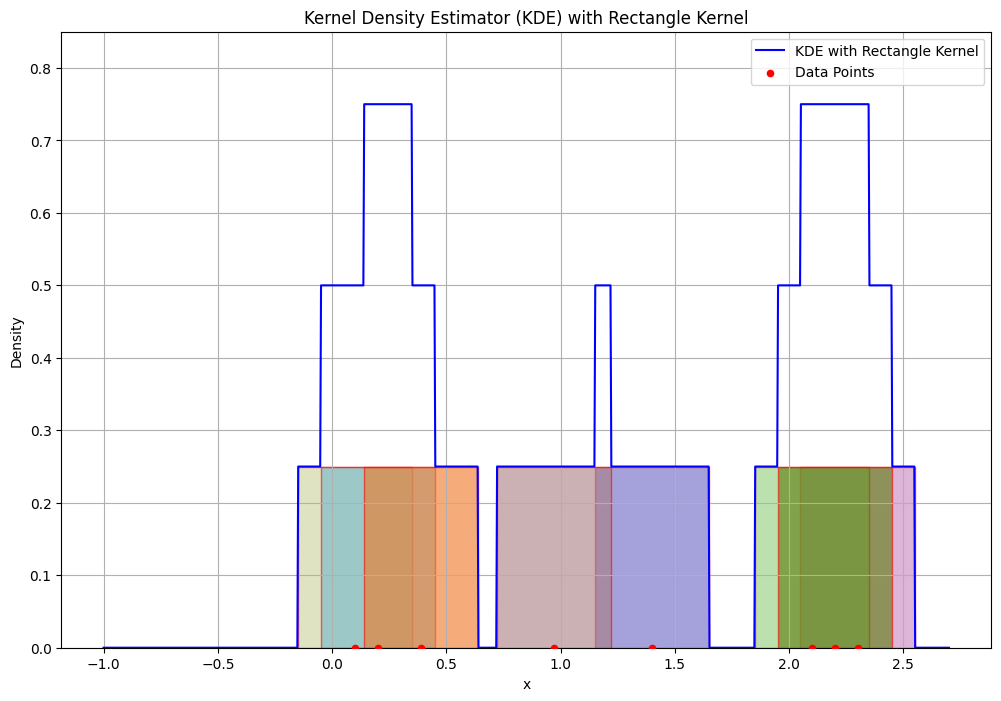 Kernel Density Estimator (KDE) with Rectangle Kernel
KDE with Rectangle Kernel
Data Points
Density
0.8
0.7
0.6
0.5
0.4
0.3
0.2
0.1
0.0
−1.0 −0.5 0.0 0.5 1.0 1.5 2.0 2.5
x